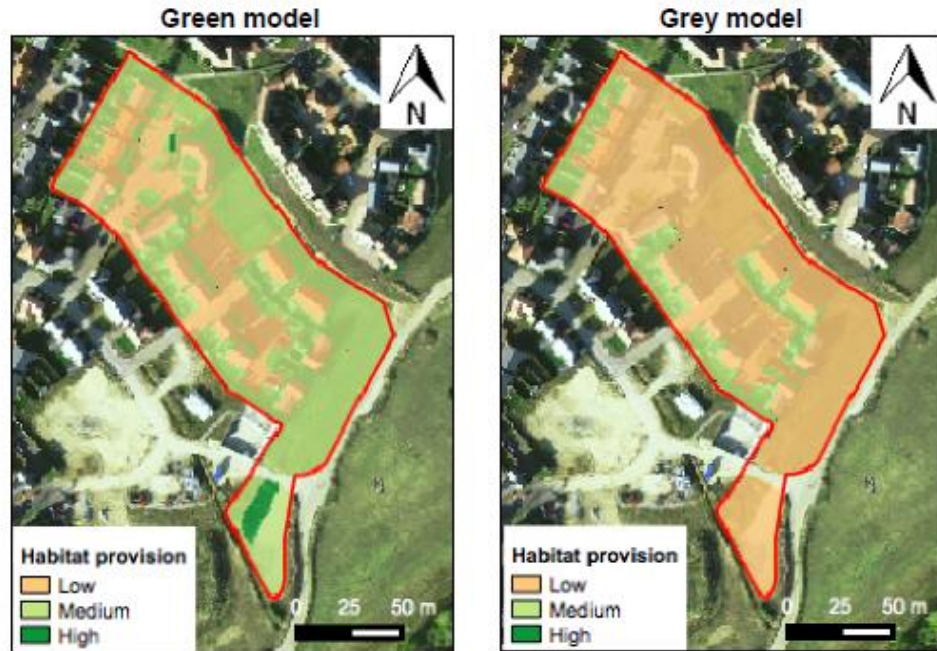 Green model
Grey model
N
N
Habitat provision
Low
Medium
High
0 25 50 m
Habitat provision
Low
Medium
High
0 25 50 m